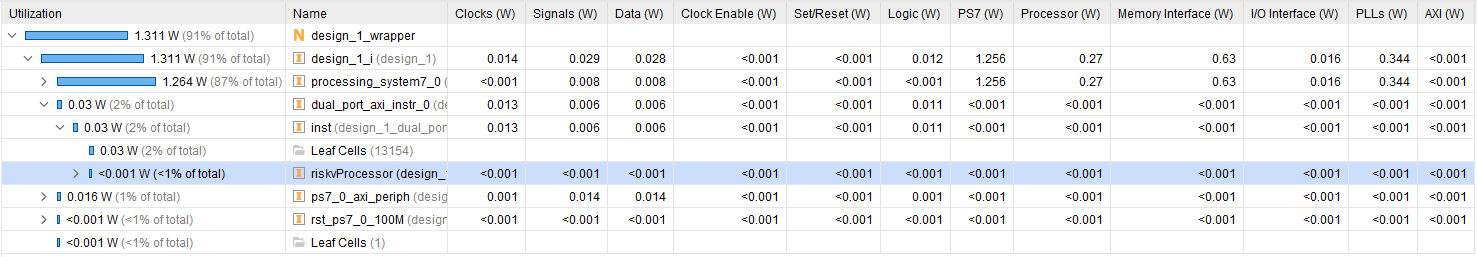 Utilization Name Clocks (W) Signals (W) Data (W) Clock Enable (W) Set/Reset (W) Logic (W) PS7 (W) Processor (W) Memory Interface (W) I/O Interface (W) PLLs (W) AXI (W)
1.311 W (91% of total) N design_1_wrapper
1.311 W (91% of total) I design_1_i (design_1) 0.014 0.029 0.028 <0.001 <0.001 0.012 1.256 0.27 0.63 0.016 0.344 <0.001
1.264 W (87% of total) I processing_system7_0 <0.001 0.008 0.008 <0.001 <0.001 <0.001 1.256 0.27 0.63 0.016 0.344 <0.001
0.03 W (2% of total) I dual_port_axi_instr_0 (de 0.013 0.006 0.006 <0.001 <0.001 0.011 <0.001 <0.001 <0.001 <0.001 <0.001 <0.001
0.03 W (2% of total) I inst (design_1_dual_por 0.013 0.006 0.006 <0.001 <0.001 0.011 <0.001 <0.001 <0.001 <0.001 <0.001 <0.001
0.03 W (2% of total) Leaf Cells (13154)
<0.001 W (<1% of total) I riskvProcessor (design_ <0.001 <0.001 <0.001 <0.001 <0.001 <0.001 <0.001 <0.001 <0.001 <0.001 <0.001 <0.001
0.016 W (1% of total) I ps7_0_axi_periph (desig 0.001 0.014 0.014 <0.001 <0.001 0.001 <0.001 <0.001 <0.001 <0.001 <0.001 <0.001
<0.001 W (<1% of total) I rst_ps7_0_100M (design <0.001 <0.001 <0.001 <0.001 <0.001 <0.001 <0.001 <0.001 <0.001 <0.001 <0.001 <0.001
<0.001 W (<1% of total) Leaf Cells (1)